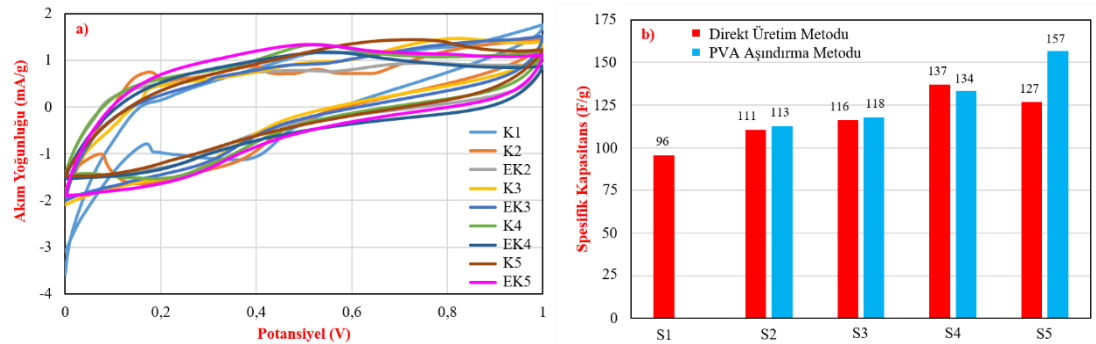 a)
Akım Yoğunluğu (mA/g)
2
1
0
-1
-2
-3
-4
0
0,2
0,4
0,6
0,8
1
Potansiyel (V)
K1
K2
EK2
K3
EK3
K4
EK4
K5
EK5
b)
Spesifik Kapasitans (F/g)
175
150
125
100
75
50
25
0
Direkt Üretim Metodu
PVA Aşındırma Metodu
96
111
113
116
118
137
134
127
157
S1
S2
S3
S4
S5